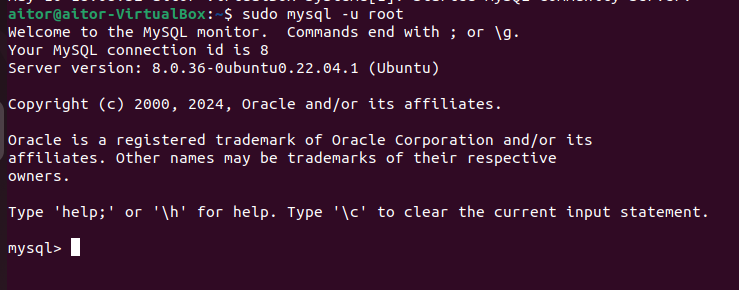 aitor@aitor-VirtualBox:~$ sudo mysql -u root
Welcome to the MySQL monitor.  Commands end with ; or \g.
Your MySQL connection id is 8
Server version: 8.0.36-0ubuntu0.22.04.1 (Ubuntu)
Copyright (c) 2000, 2024, Oracle and/or its affiliates.
Oracle is a registered trademark of Oracle Corporation and/or its
affiliates. Other names may be trademarks of their respective
owners.
Type 'help;' or '\h' for help. Type '\c' to clear the current input statement.
mysql>